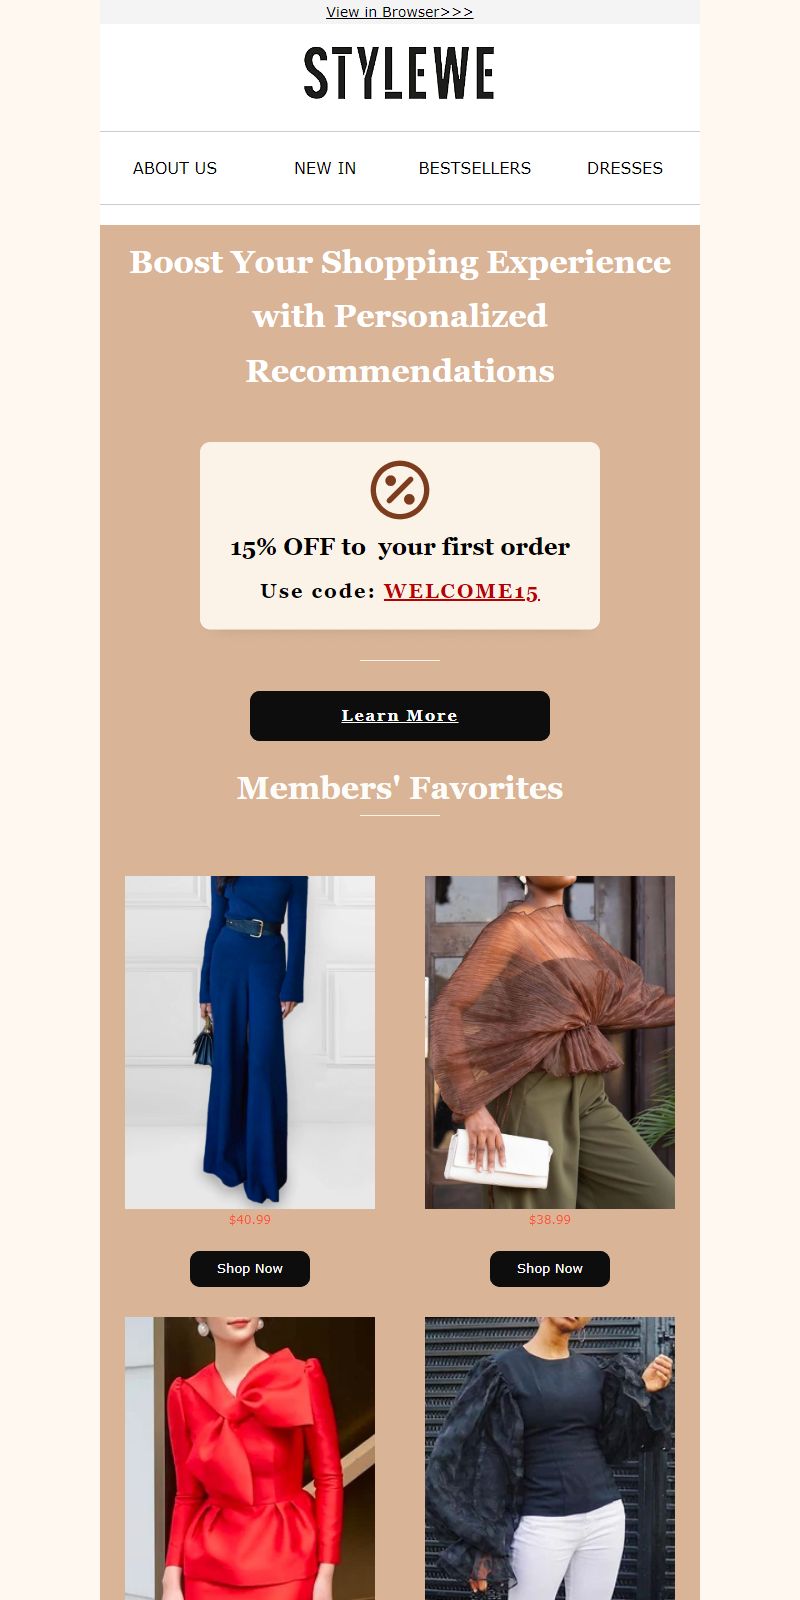 View in Browser>>>
STYLEWE
ABOUT US NEW IN BESTSELLERS DRESSES
Boost Your Shopping Experience
with Personalized
Recommendations
15% OFF to  your first order
Use code: WELCOME15
Learn More
Members' Favorites
$40.99 $38.99
Shop Now Shop Now